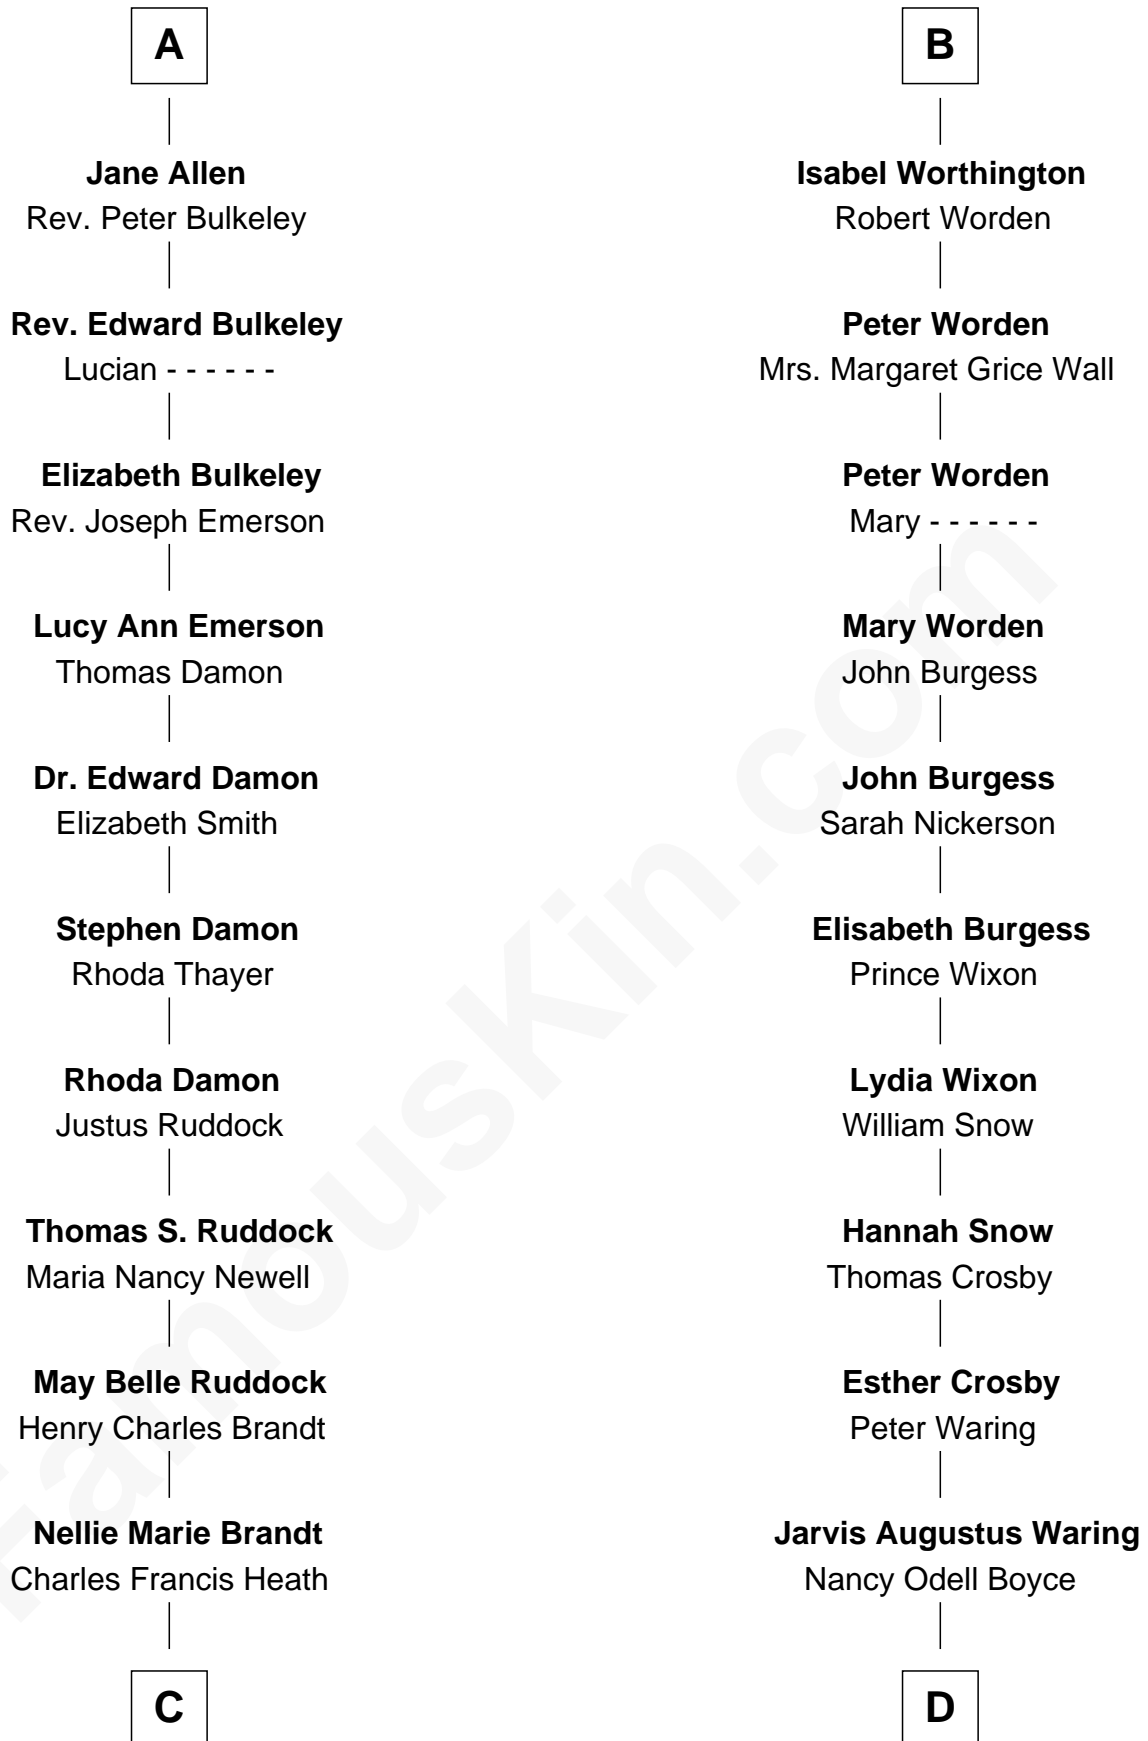 A
Jane Allen
Rev. Peter Bulkeley
Rev. Edward Bulkeley
Lucian - - - - - -
Elizabeth Bulkeley
Rev. Joseph Emerson
Lucy Ann Emerson
Thomas Damon
Dr. Edward Damon
Elizabeth Smith
Stephen Damon
Rhoda Thayer
Rhoda Damon
Justus Ruddock
Thomas S. Ruddock
Maria Nancy Newell
May Belle Ruddock
Henry Charles Brandt
Nellie Marie Brandt
Charles Francis Heath
C
B
Isabel Worthington
Robert Worden
Peter Worden
Mrs. Margaret Grice Wall
Peter Worden
Mary - - - - - -
Mary Worden
John Burgess
John Burgess
Sarah Nickerson
Elisabeth Burgess
Prince Wixon
Lydia Wixon
William Snow
Hannah Snow
Thomas Crosby
Esther Crosby
Peter Waring
Jarvis Augustus Waring
Nancy Odell Boyce
D
FamousKin.com